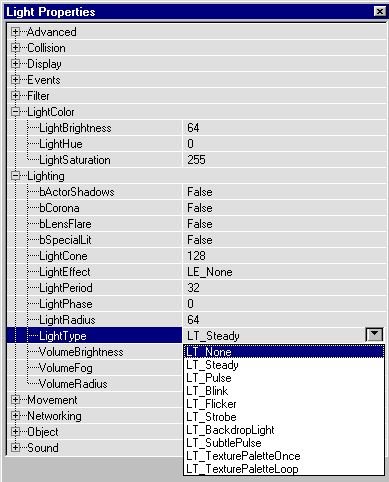 Light Properties
Advanced
Collision
Display
Events
Filter
LightColor
LightBrightness 64
LightHue 0
LightSaturation 255
Lighting
bActorShadows False
bCorona False
bLensFlare False
bSpecialLit False
LightCone 128
LightEffect LE_None
LightPeriod 32
LightPhase 0
LightRadius 64
LightType LT_Steady
VolumeBrightness
VolumeFog
VolumeRadius
Movement
Networking
Object
Sound
LT_None
LT_Steady
LT_Pulse
LT_Blink
LT_Flicker
LT_Strobe
LT_BackdropLight
LT_SubtlePulse
LT_TexturePaletteOnce
LT_TexturePaletteLoop